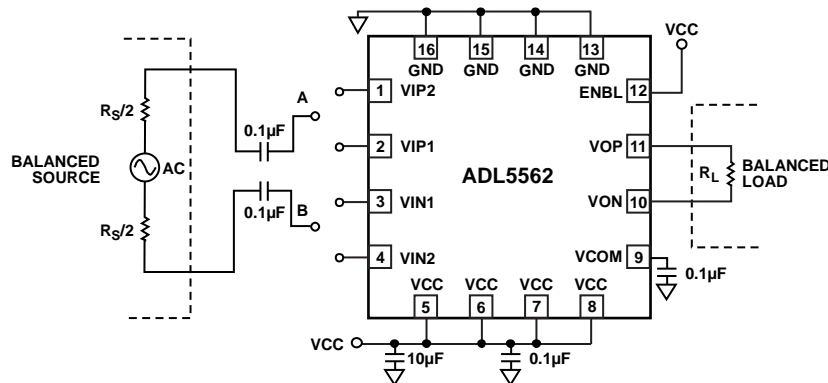 16
15
14
13
GND
GND
GND
GND
VCC
1
VIP2
ENBL
12
A
R_S/2
0.1µF
2
VIP1
VOP
11
BALANCED
SOURCE
AC
ADL5562
R_L
BALANCED
LOAD
0.1µF
B
3
VIN1
VON
10
R_S/2
4
VIN2
VCOM
9
0.1µF
VCC
VCC
VCC
VCC
5
6
7
8
VCC
10µF
0.1µF